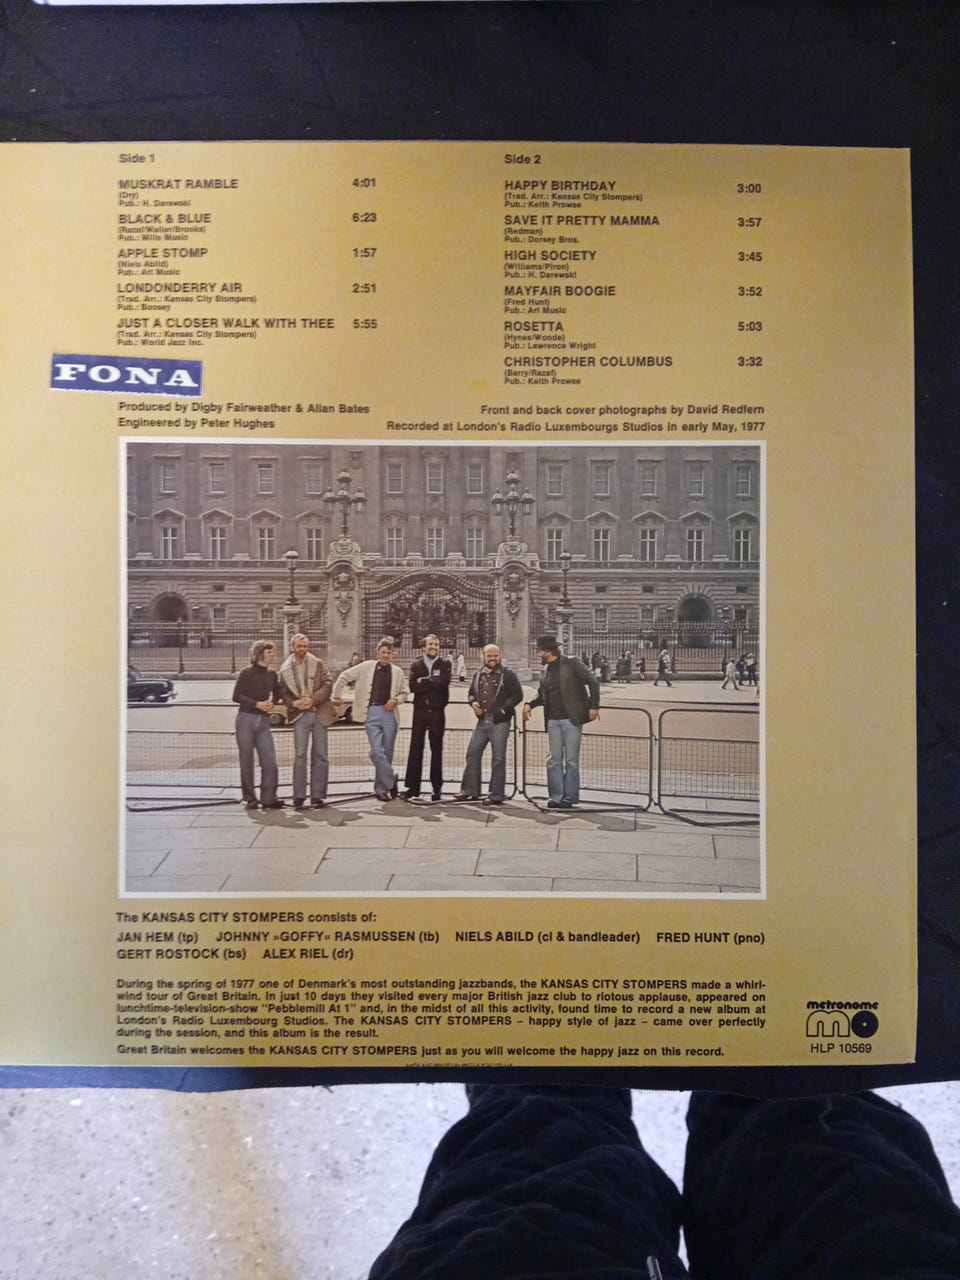 Side 1
MUSKRAT RAMBLE 4:01
(Ory)
Pub.: H. Darewski
BLACK & BLUE 6:23
(Razaf/Waller/Brooks)
Pub.: Mills Music
APPLE STOMP 1:57
(Niels Abild)
Pub.: Art Music
LONDONDERRY AIR 2:51
(Trad. Arr.: Kansas City Stompers)
Pub.: Boosey
JUST A CLOSER WALK WITH THEE 5:55
(Trad. Arr.: Kansas City Stompers)
Pub.: World Jazz Inc.
FONA
Side 2
HAPPY BIRTHDAY 3:00
(Trad. Arr.: Kansas City Stompers)
Pub.: Keith Prowse
SAVE IT PRETTY MAMMA 3:57
(Redman)
Pub.: Dorsey Bros.
HIGH SOCIETY 3:45
(Williams/Piron)
Pub.: H. Darewski
MAYFAIR BOOGIE 3:52
(Fred Hunt)
Pub.: Art Music
ROSETTA 5:03
(Hynes/Woode)
Pub.: Lawrence Wright
CHRISTOPHER COLUMBUS 3:32
(Barry/Razaf)
Pub.: Keith Prowse
Produced by Digby Fairweather & Allan Bates
Engineered by Peter Hughes
Front and back cover photographs by David Redfern
Recorded at London's Radio Luxembourgs Studios in early May, 1977
The KANSAS CITY STOMPERS consists of:
JAN HEM (tp) JOHNNY »GOFFY« RASMUSSEN (tb) NIELS ABILD (cl & bandleader) FRED HUNT (pno)
GERT ROSTOCK (bs) ALEX RIEL (dr)
During the spring of 1977 one of Denmark's most outstanding jazzbands, the KANSAS CITY STOMPERS made a whirl-
wind tour of Great Britain. In just 10 days they visited every major British jazz club to riotous applause, appeared on
lunchtime-television-show "Pebblemill At 1" and, in the midst of all this activity, found time to record a new album at
London's Radio Luxembourg Studios. The KANSAS CITY STOMPERS – happy style of jazz – came over perfectly
during the session, and this album is the result.
Great Britain welcomes the KANSAS CITY STOMPERS just as you will welcome the happy jazz on this record.
metronome
mo
HLP 10569